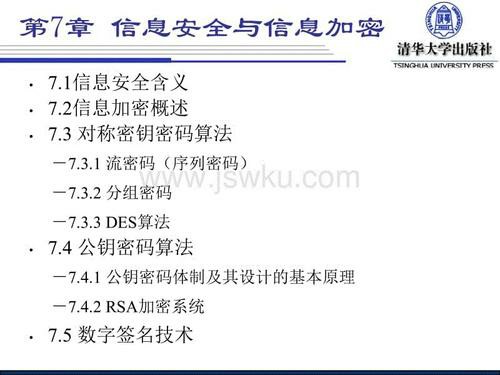 第7章 信息安全与信息加密
清华大学出版社
TSINGHUA UNIVERSITY PRESS
• 7.1信息安全含义
• 7.2信息加密概述
• 7.3 对称密钥密码算法
－7.3.1 流密码（序列密码）
www.jswku.com
－7.3.2 分组密码
－7.3.3 DES算法
• 7.4 公钥密码算法
－7.4.1 公钥密码体制及其设计的基本原理
－7.4.2 RSA加密系统
• 7.5 数字签名技术